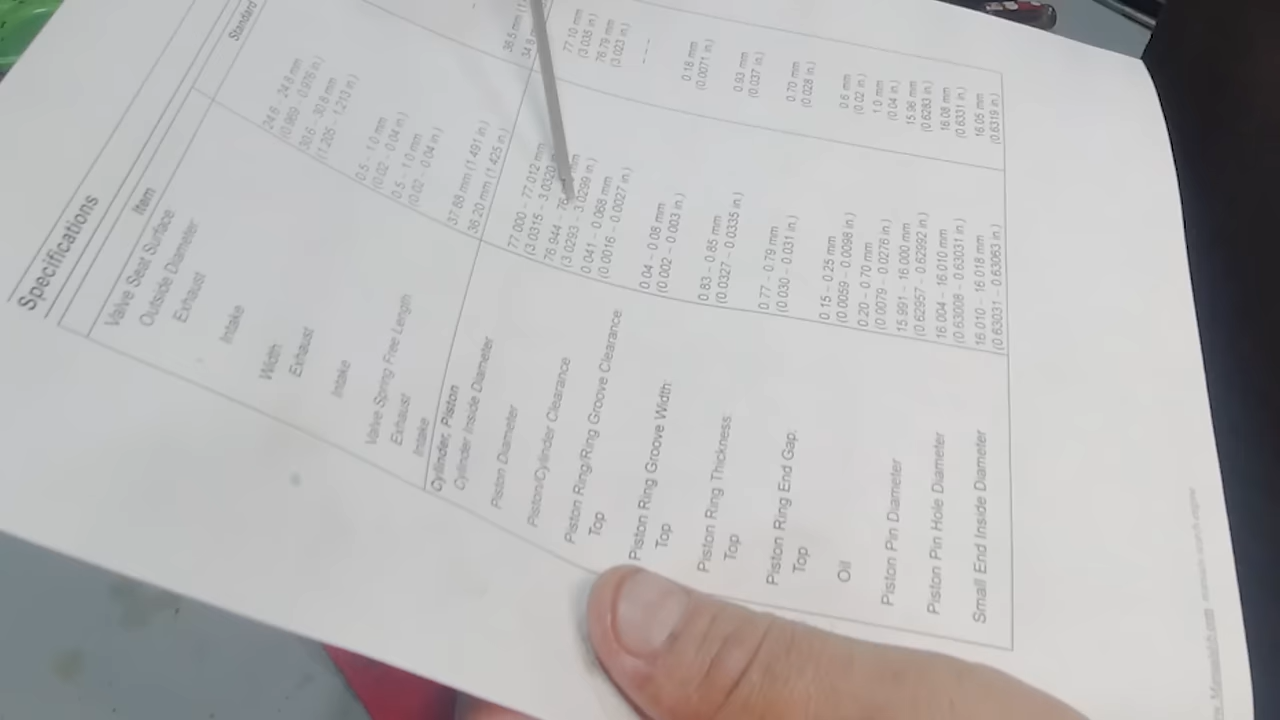 Specifications
Item
Standard
Valve Seat Surface
Outside Diameter
Exhaust
24.6 – 24.8 mm
(0.969 – 0.976 in.)
Intake
30.6 – 30.8 mm
(1.205 – 1.213 in.)
Width
Exhaust
0.5 – 1.0 mm
(0.02 – 0.04 in.)
Intake
0.5 – 1.0 mm
(0.02 – 0.04 in.)
Valve Spring Free Length
Exhaust
37.88 mm (1.491 in.)
36.5 mm
Intake
36.20 mm (1.425 in.)
Cylinder, Piston
Cylinder Inside Diameter
77.000 – 77.012 mm
77.10 mm
(3.0315 – 3.0320
(3.035 in.)
Piston Diameter
76.944 –
mm
76.79 mm
(3.0293 – 3.0299 in.)
(3.023 in.)
Piston/Cylinder Clearance
0.041 – 0.068 mm
– – –
(0.0016 – 0.0027 in.)
Piston Ring/Ring Groove Clearance:
Top
0.04 – 0.08 mm
0.18 mm
(0.002 – 0.003 in.)
(0.0071 in.)
Piston Ring Groove Width:
Top
0.83 – 0.85 mm
0.93 mm
(0.0327 – 0.0335 in.)
(0.037 in.)
Piston Ring Thickness:
Top
0.77 – 0.79 mm
0.70 mm
(0.030 – 0.031 in.)
(0.028 in.)
Piston Ring End Gap:
Top
0.15 – 0.25 mm
0.6 mm
(0.0059 – 0.0098 in.)
(0.02 in.)
Oil
0.20 – 0.70 mm
1.0 mm
(0.0079 – 0.0276 in.)
(0.04 in.)
Piston Pin Diameter
15.991 – 16.000 mm
15.96 mm
(0.62957 – 0.62992 in.)
(0.6283 in.)
Piston Pin Hole Diameter
16.004 – 16.010 mm
16.08 mm
(0.63008 – 0.63031 in.)
(0.6331 in.)
Small End Inside Diameter
16.010 – 16.018 mm
16.05 mm
(0.63031 – 0.63063 in.)
(0.6319 in.)